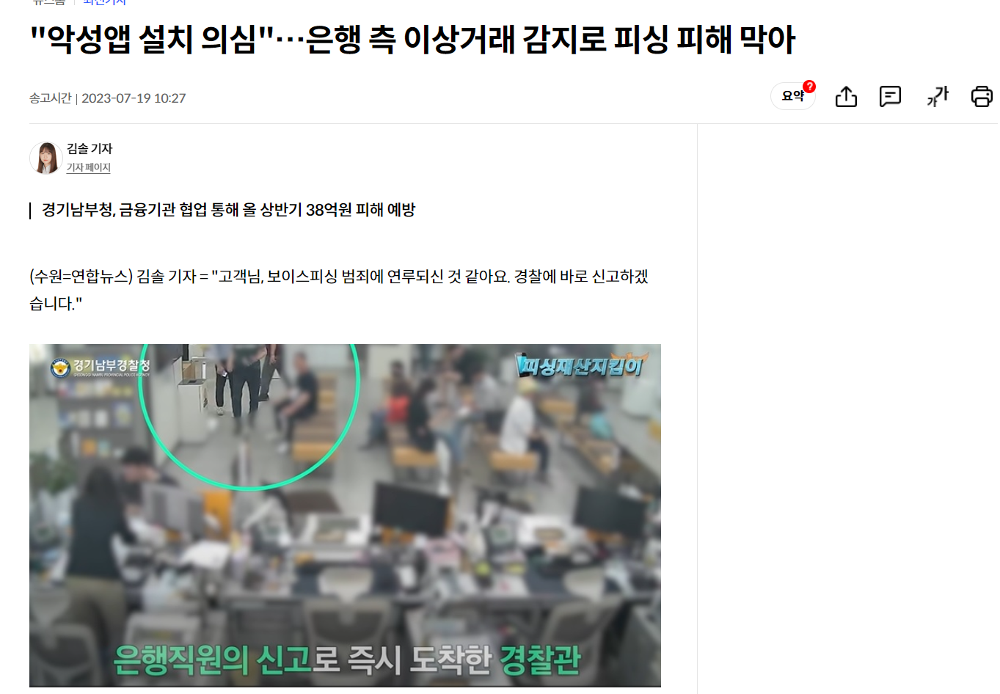 뉴스홈 | 최신기사
"악성앱 설치 의심"…은행 측 이상거래 감지로 피싱 피해 막아
송고시간 | 2023-07-19 10:27
요약
?
가가
김솔 기자
기자 페이지
경기남부청, 금융기관 협업 통해 올 상반기 38억원 피해 예방
(수원=연합뉴스) 김솔 기자 = "고객님, 보이스피싱 범죄에 연루되신 것 같아요. 경찰에 바로 신고하겠
습니다."
경기남부경찰청
GYEONGGI NAMBU PROVINCIAL POLICE AGENCY
피싱재산지킴이
은행직원의 신고로 즉시 도착한 경찰관